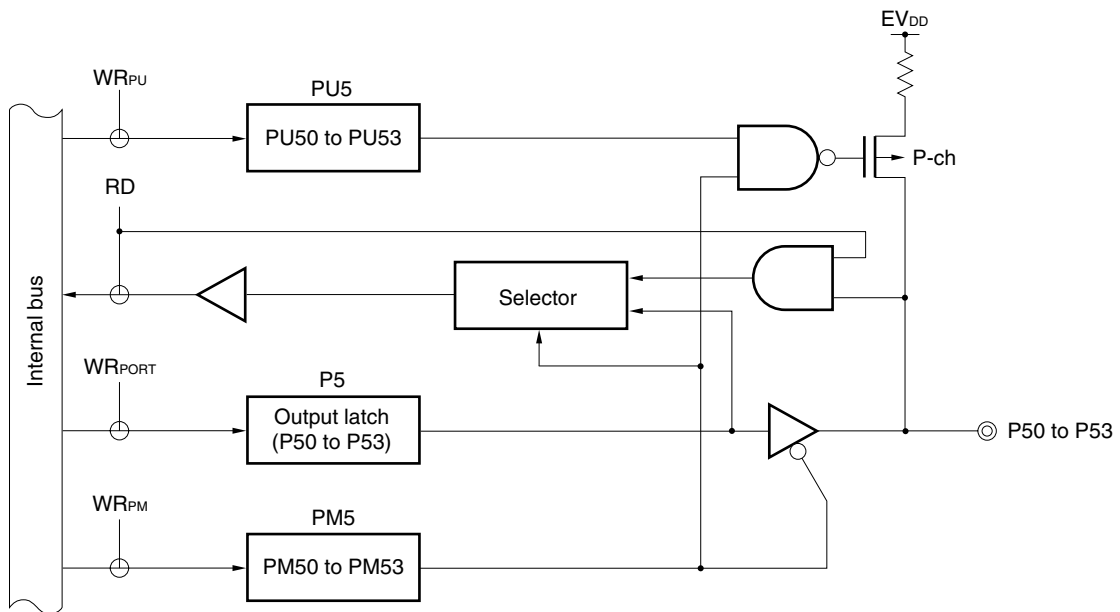 EVDD
WRPU
PU5
PU50 to PU53
P-ch
RD
Selector
Internal bus
WRPORT
P5
Output latch
(P50 to P53)
P50 to P53
WRPM
PM5
PM50 to PM53